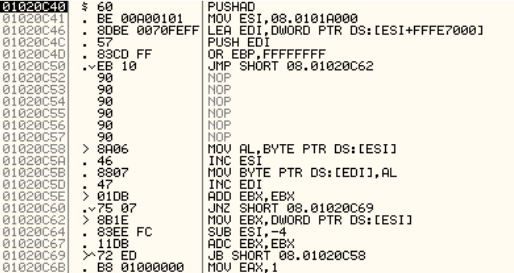 01020C40 $ 60 PUSHAD
01020C41 . BE 00A00101 MOV ESI,08.0101A000
01020C46 . 8DBE 0070FEFF LEA EDI,DWORD PTR DS:[ESI+FFFE7000]
01020C4C . 57 PUSH EDI
01020C4D . 83CD FF OR EBP,FFFFFFFF
01020C50 .˅EB 10 JMP SHORT 08.01020C62
01020C52 90 NOP
01020C53 90 NOP
01020C54 90 NOP
01020C55 90 NOP
01020C56 90 NOP
01020C57 90 NOP
01020C58 > 8A06 MOV AL,BYTE PTR DS:[ESI]
01020C5A . 46 INC ESI
01020C5B . 8807 MOV BYTE PTR DS:[EDI],AL
01020C5D . 47 INC EDI
01020C5E > 01DB ADD EBX,EBX
01020C60 .˅75 07 JNZ SHORT 08.01020C69
01020C62 > 8B1E MOV EBX,DWORD PTR DS:[ESI]
01020C64 . 83EE FC SUB ESI,-4
01020C67 . 11DB ADC EBX,EBX
01020C69 >^72 ED JB SHORT 08.01020C58
01020C6B . B8 01000000 MOV EAX,1